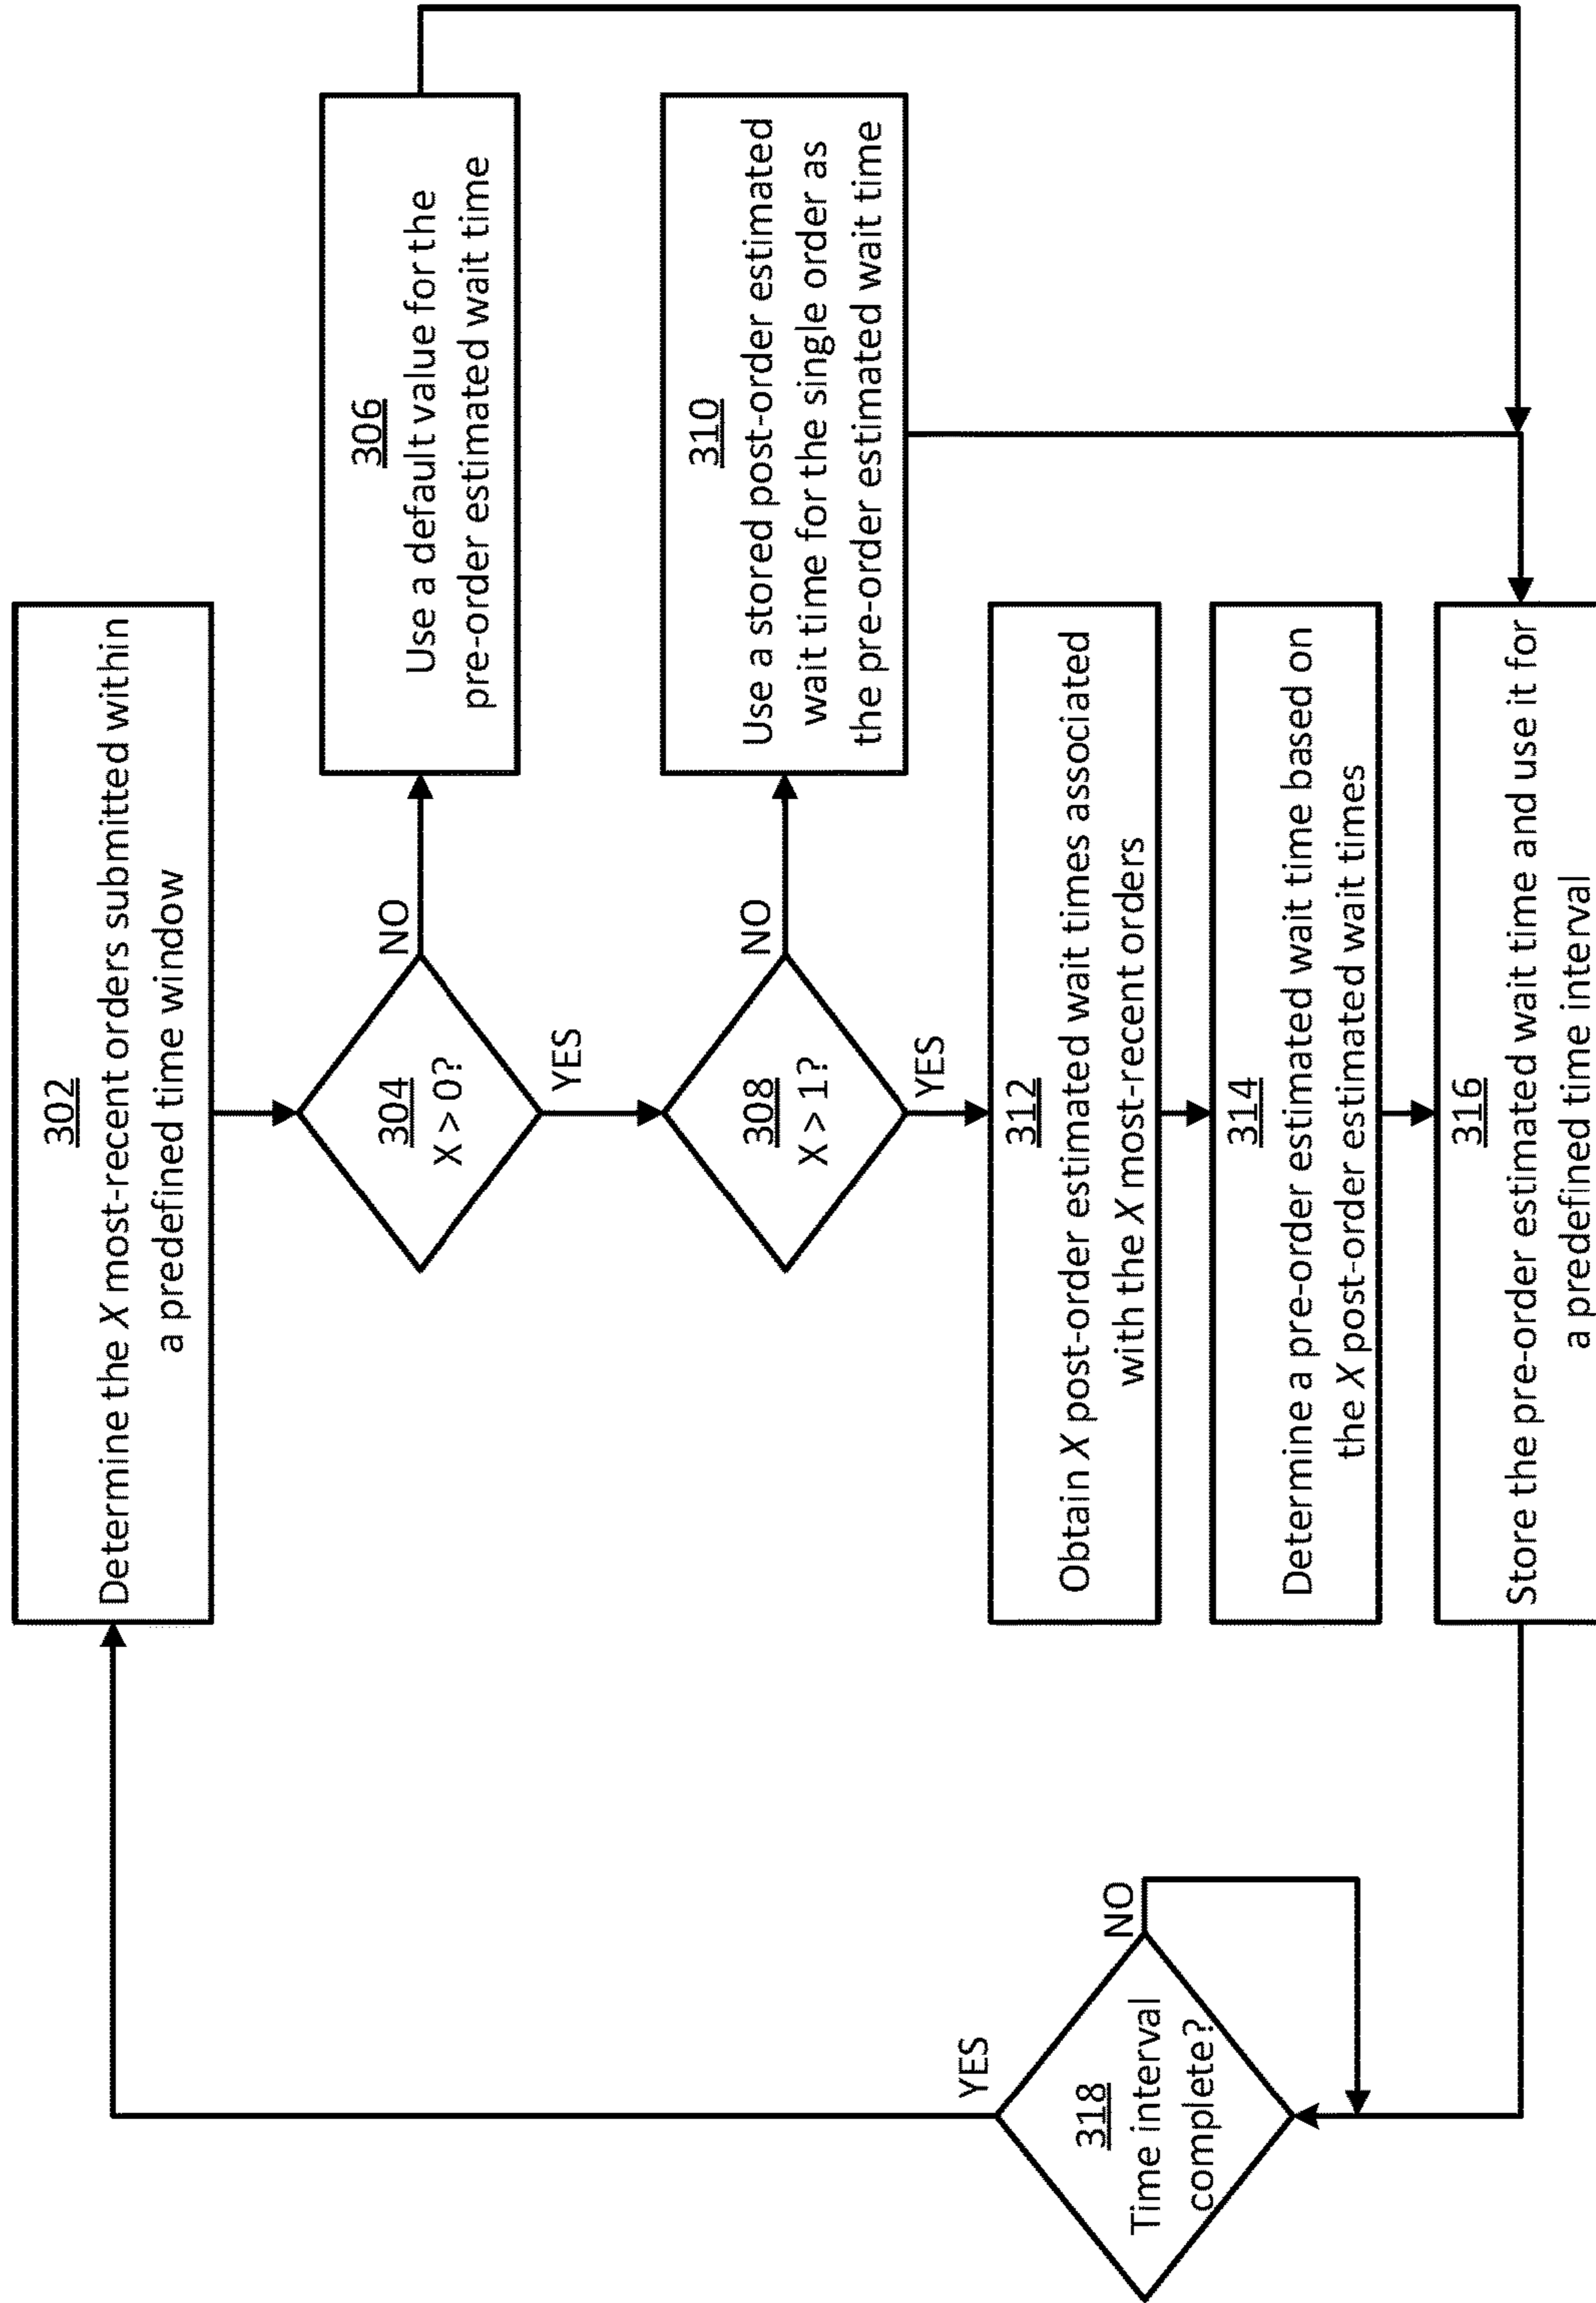 302
Determine the X most-recent orders submitted within
a predefined time window
304
X > 0?
NO
YES
306
Use a default value for the
pre-order estimated wait time
308
X > 1?
NO
YES
310
Use a stored post-order estimated
wait time for the single order as
the pre-order estimated wait time
312
Obtain X post-order estimated wait times associated
with the X most-recent orders
314
Determine a pre-order estimated wait time based on
the X post-order estimated wait times
316
Store the pre-order estimated wait time and use it for
a predefined time interval
318
Time interval
complete?
YES
NO